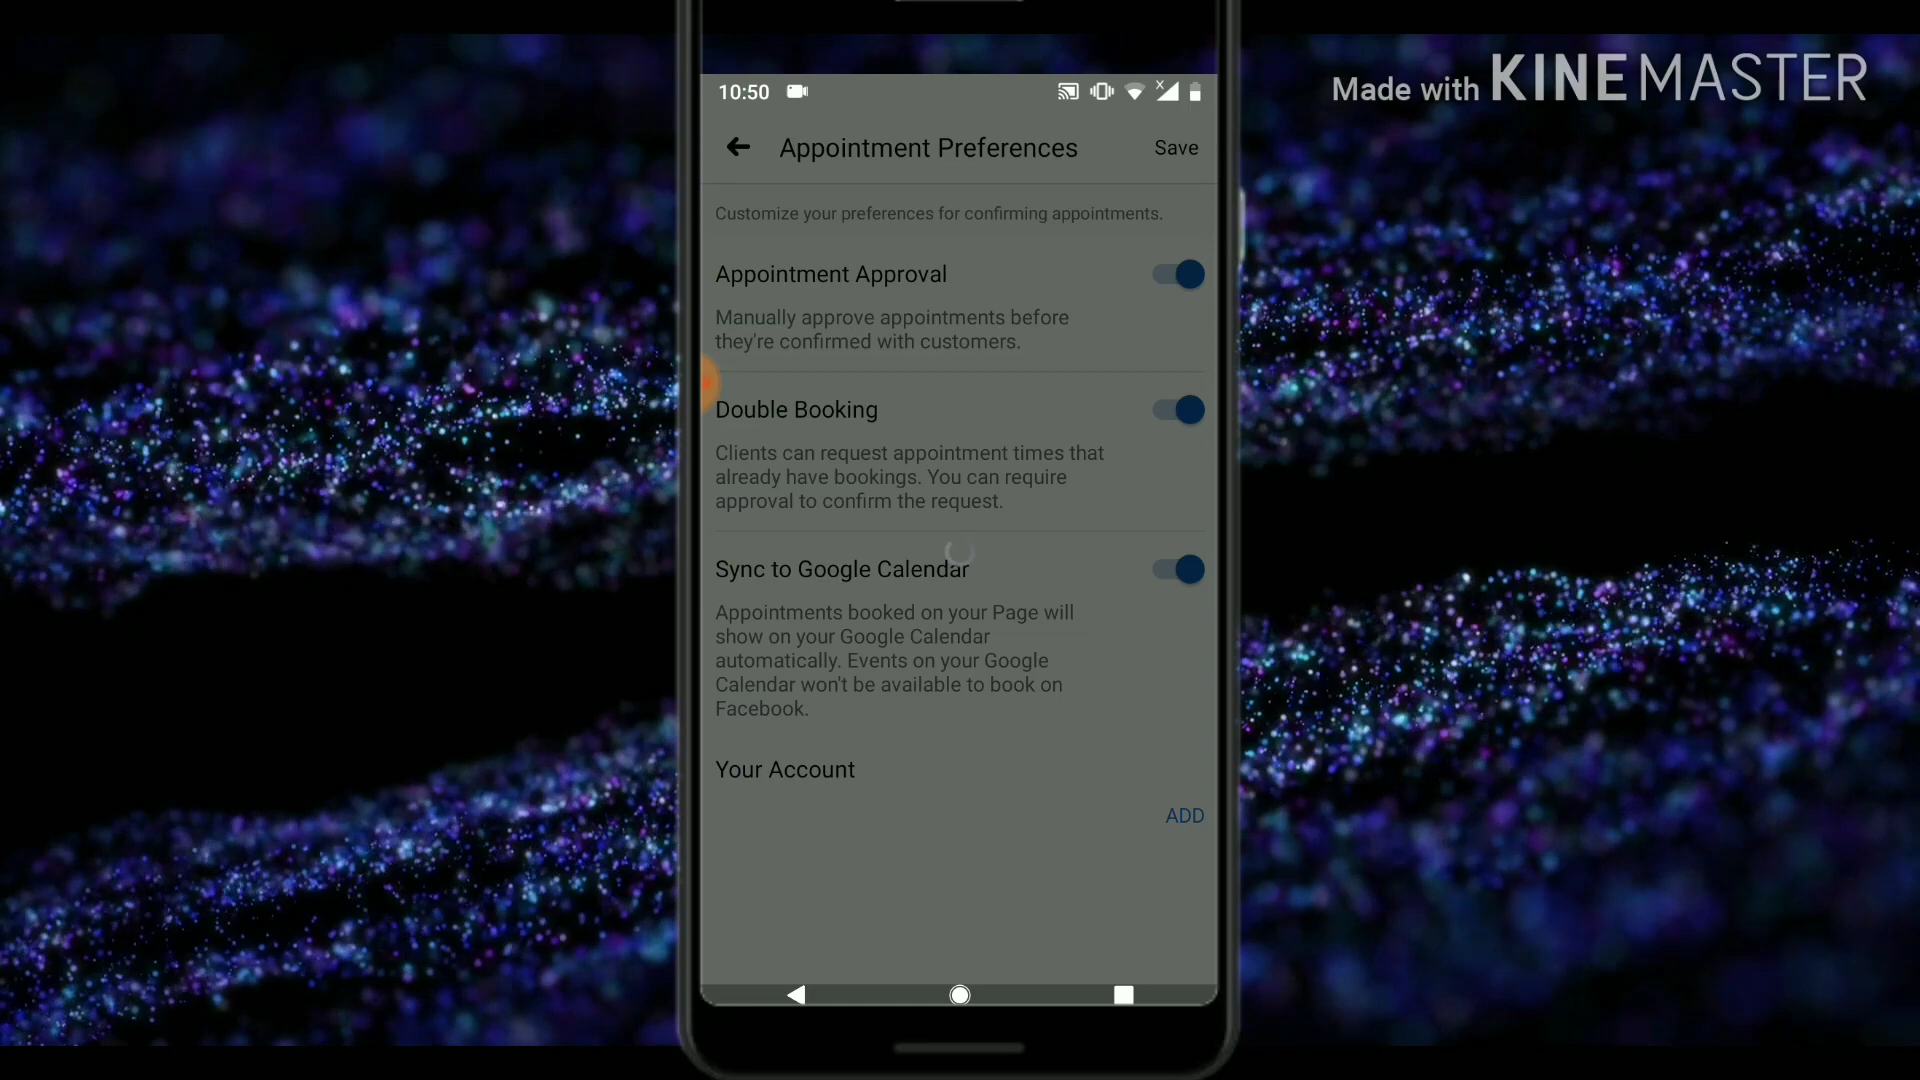 Made with KINEMASTER
10:50
Appointment Preferences
Save
Customize your preferences for confirming appointments.
Appointment Approval
Manually approve appointments before
they're confirmed with customers.
Double Booking
Clients can request appointment times that
already have bookings. You can require
approval to confirm the request.
Sync to Google Calendar
Appointments booked on your Page will
show on your Google Calendar
automatically. Events on your Google
Calendar won't be available to book on
Facebook.
Your Account
ADD